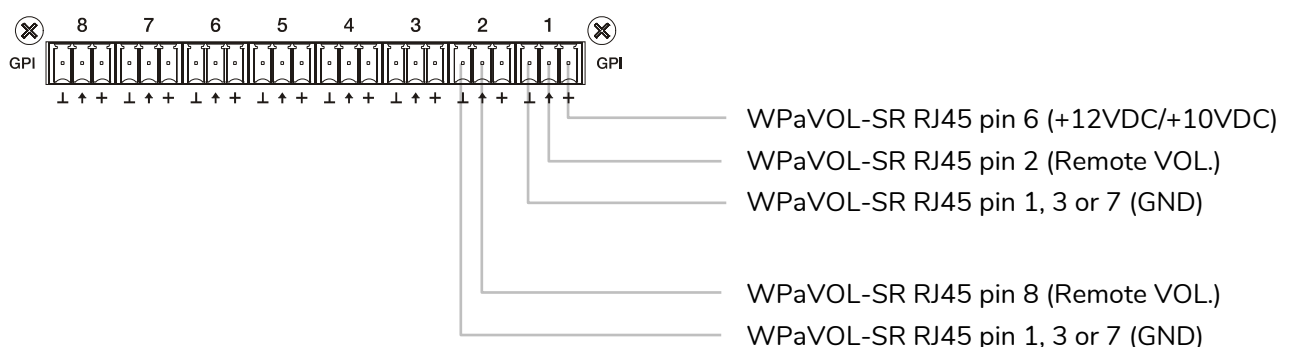 8 7 6 5 4 3 2 1
GPI GPI
⊥ ↑ + ⊥ ↑ + ⊥ ↑ + ⊥ ↑ + ⊥ ↑ + ⊥ ↑ + ⊥ ↑ + ⊥ ↑ +
WPaVOL-SR RJ45 pin 6 (+12VDC/+10VDC)
WPaVOL-SR RJ45 pin 2 (Remote VOL.)
WPaVOL-SR RJ45 pin 1, 3 or 7 (GND)
WPaVOL-SR RJ45 pin 8 (Remote VOL.)
WPaVOL-SR RJ45 pin 1, 3 or 7 (GND)